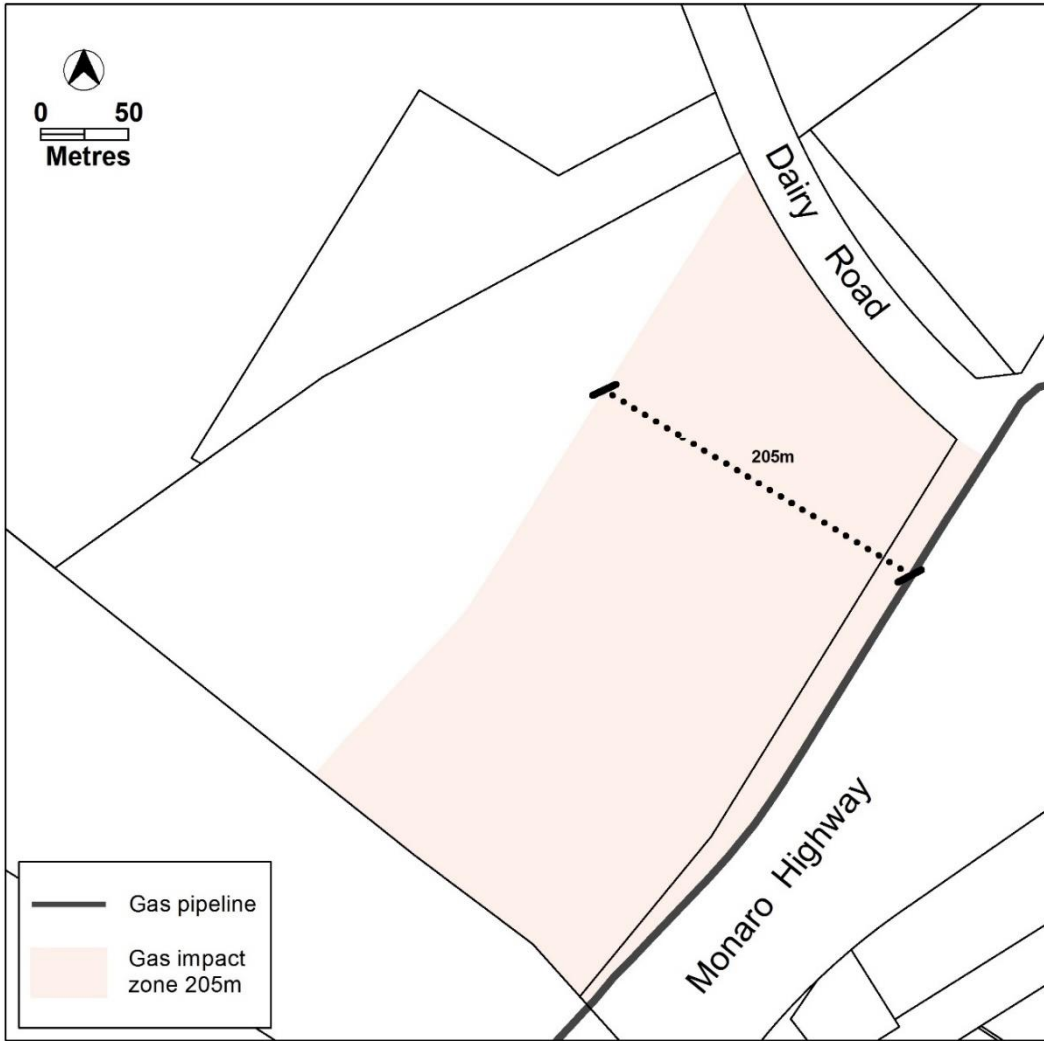 0 50
Metres
Dairy Road
205m
Monaro Highway
Gas pipeline
Gas impact
zone 205m